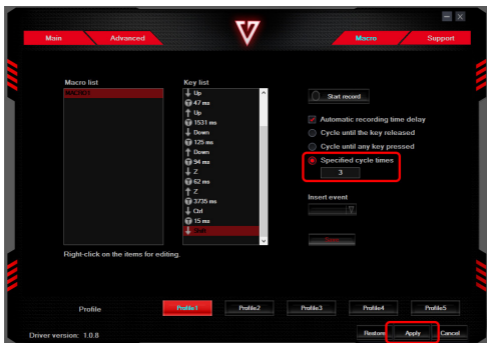 Main
Advanced
Macro
Support
Macro list
MACRO1
Key list
Up
47 ms
Up
1531 ms
Down
125 ms
Down
94 ms
Z
62 ms
Z
3735 ms
Ctrl
15 ms
Shift
Start record
Automatic recording time delay
Cycle until the key released
Cycle until any key pressed
Specified cycle times
3
Insert event
Right-click on the items for editing.
Profile
Profile1
Profile2
Profile3
Profile4
Profile5
Driver version: 1.0.8
Restore
Apply
Cancel